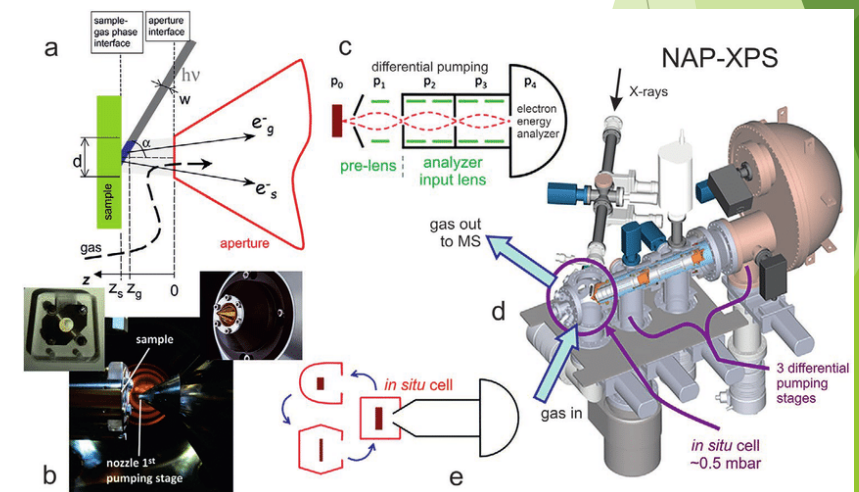 sample-
gas phase
interface
aperture
interface
a
hν
w
e⁻g
α
d
e⁻s
sample
gas
aperture
z
zs
zg
0
c
differential pumping
p₀
p₁
p₂
p₃
p₄
electron
energy
analyzer
pre-lens
analyzer
input lens
NAP-XPS
X-rays
gas out
to MS
d
gas in
3 differential
pumping
stages
in situ cell
~0.5 mbar
sample
nozzle 1st
pumping stage
b
in situ cell
e